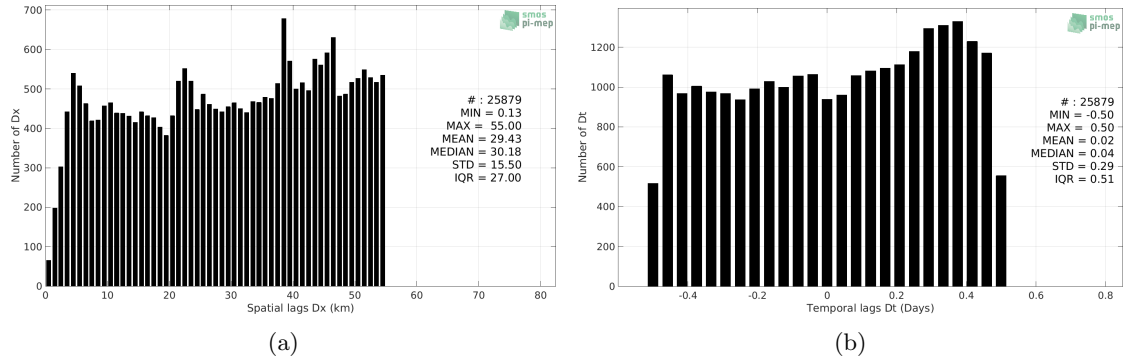 smos
pi-mep
700
600
500
400
300
200
100
0
Number of Dx
# : 25879
MIN = 0.13
MAX = 55.00
MEAN = 29.43
MEDIAN = 30.18
STD = 15.50
IQR = 27.00
0 10 20 30 40 50 60 70 80
Spatial lags Dx (km)
(a)
smos
pi-mep
1200
1000
800
600
400
200
0
Number of Dt
# : 25879
MIN = -0.50
MAX = 0.50
MEAN = 0.02
MEDIAN = 0.04
STD = 0.29
IQR = 0.51
-0.4 -0.2 0 0.2 0.4 0.6 0.8
Temporal lags Dt (Days)
(b)